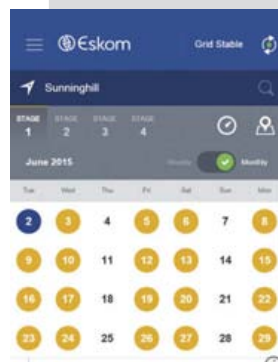 Eskom Grid Stable
Sunninghill
STAGE STAGE STAGE STAGE
1 2 3 4
June 2015 Monthly
Tue Wed Thu Fri Sat Sun Mon
2 3 4 5 6 7 8
9 10 11 12 13 14 15
16 17 18 19 20 21 22
23 24 25 26 27 28 29